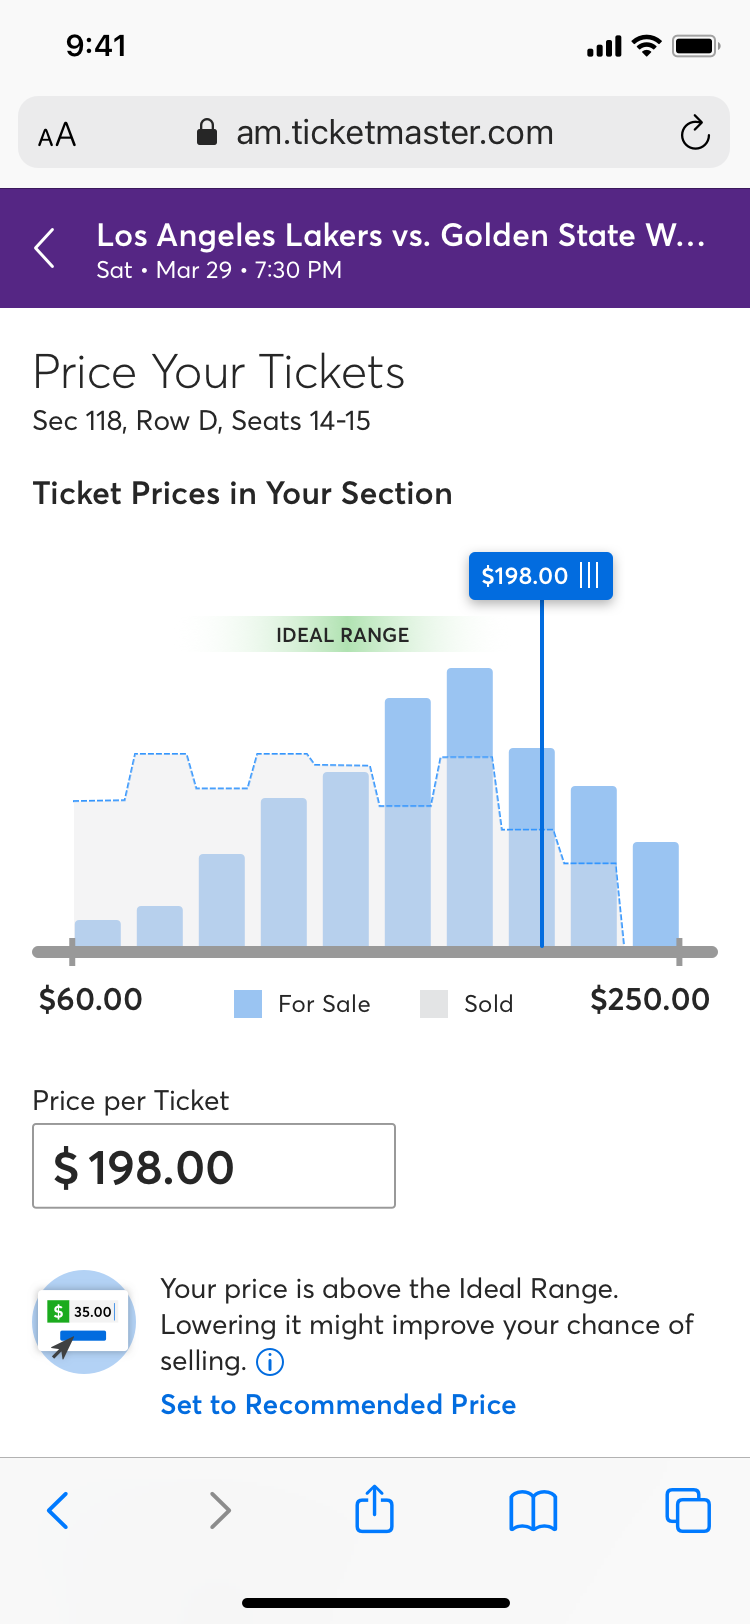 9:41
AA
am.ticketmaster.com
Los Angeles Lakers vs. Golden State W...
Sat • Mar 29 • 7:30 PM
Price Your Tickets
Sec 118, Row D, Seats 14-15
Ticket Prices in Your Section
$198.00
IDEAL RANGE
$60.00
For Sale
Sold
$250.00
Price per Ticket
$ 198.00
$ 35.00
Your price is above the Ideal Range.
Lowering it might improve your chance of
selling.
Set to Recommended Price